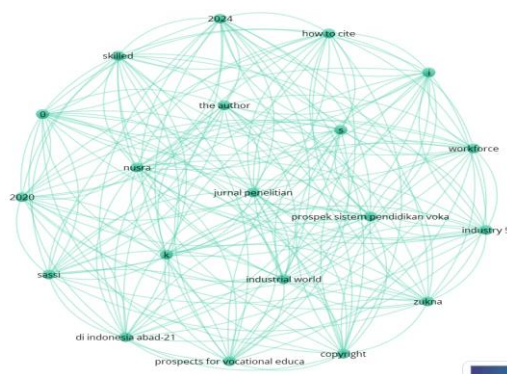 2024
how to cite
skilled
i
the author
0
s
workforce
nusra
jurnal penelitian
2020
prospek sistem pendidikan voka
industry 5
k
sassi
industrial world
zukna
di indonesia abad-21
copyright
prospects for vocational educa